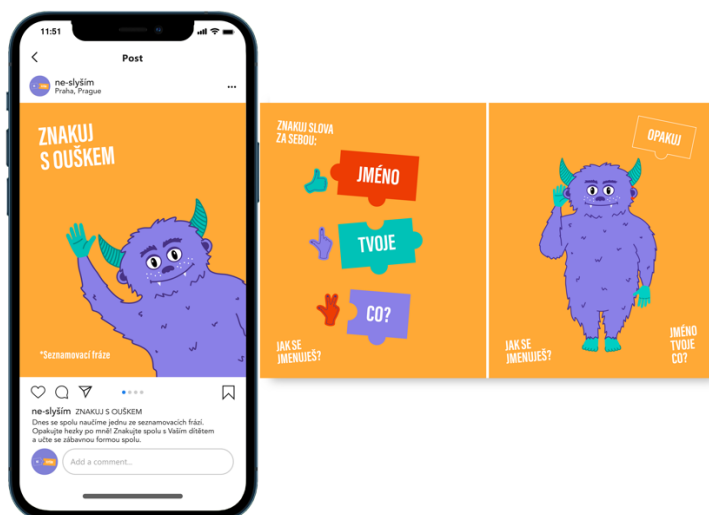 11:51
Post
ne-slyším
Praha, Prague
ZNAKUJ
S OUŠKEM
*Seznamovací fráze
ne-slyším ZNAKUJ S OUŠKEM
Dnes se spolu naučíme jednu ze seznamovacích frází.
Opakujte hezky po mně! Znakujte spolu s Vaším dítětem
a učte se zábavnou formou spolu.
Add a comment...
ZNAKUJ SLOVA
ZA SEBOU:
JMÉNO
TVOJE
CO?
JAK SE
JMENUJEŠ?
OPAKUJ
JAK SE
JMENUJEŠ?
JMÉNO
TVOJE
CO?